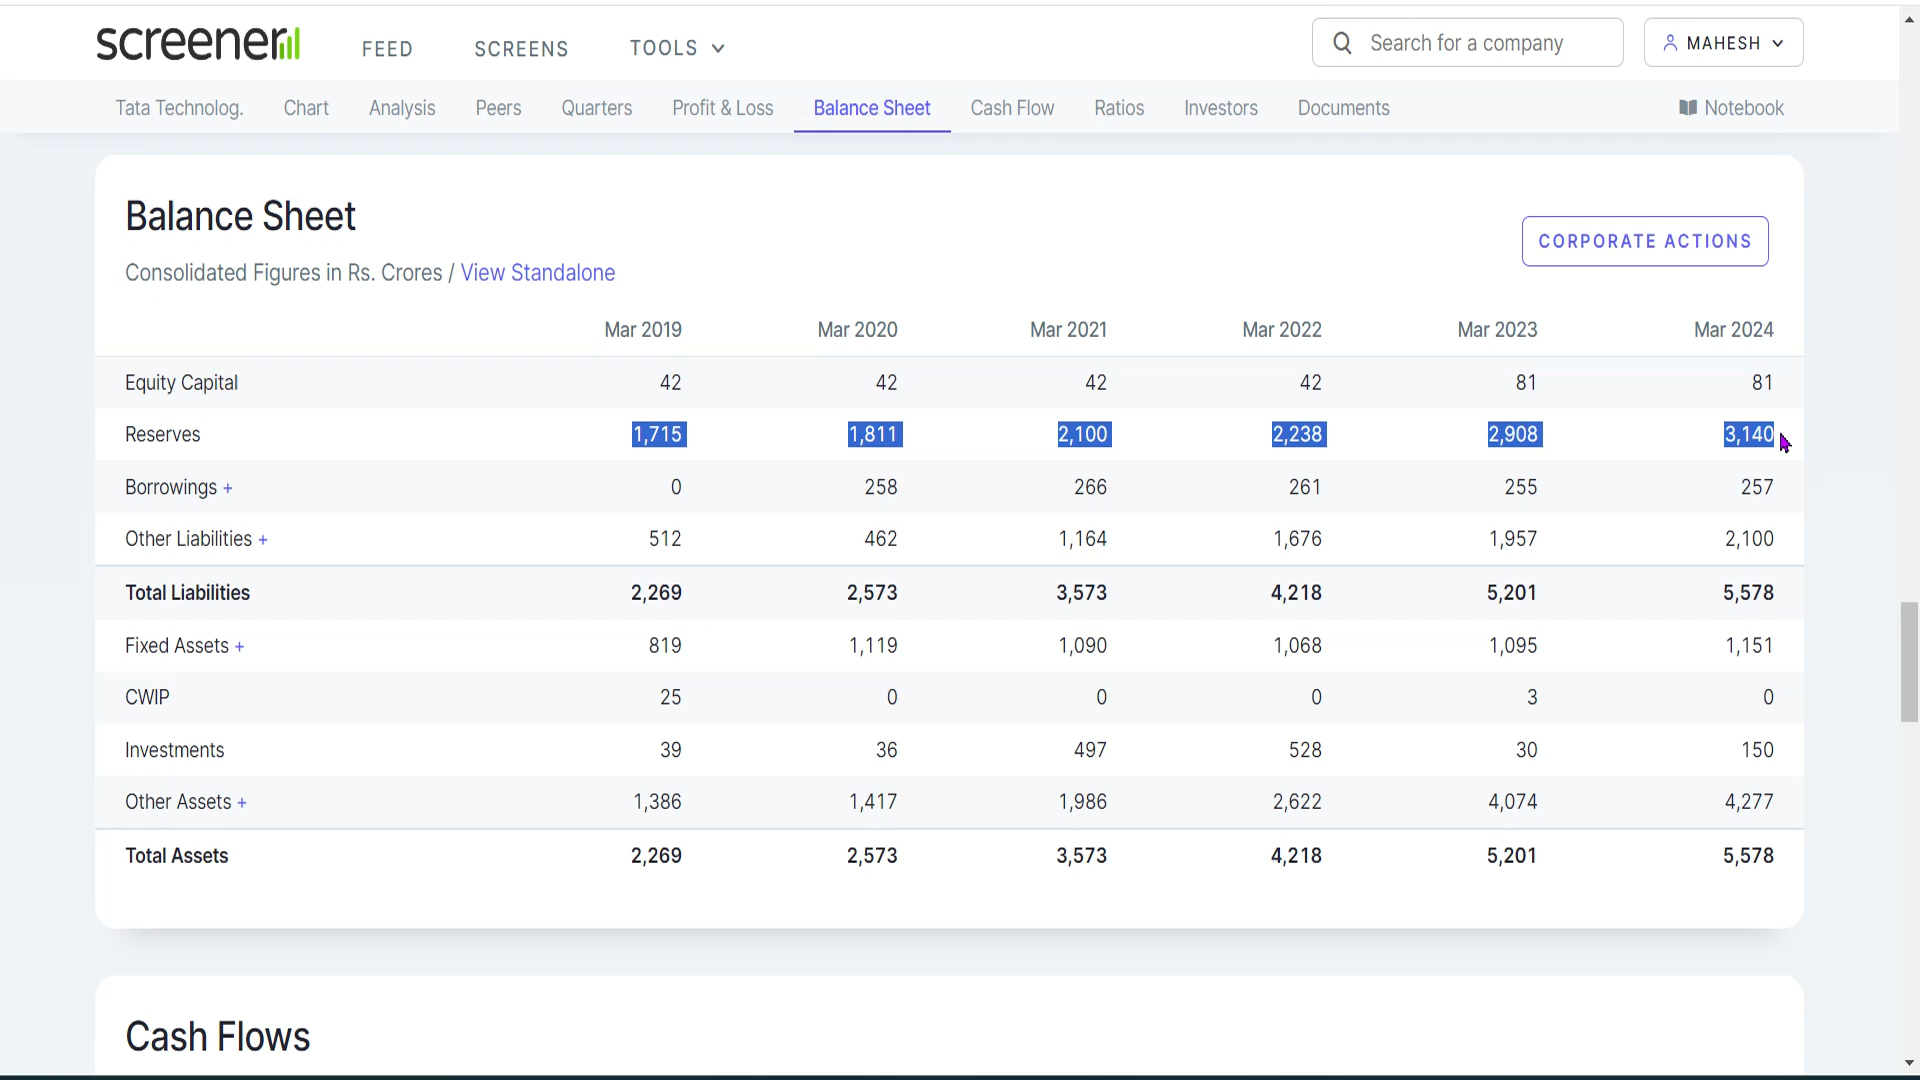 screener FEED SCREENS TOOLS Search for a company MAHESH
Tata Technolog. Chart Analysis Peers Quarters Profit & Loss Balance Sheet Cash Flow Ratios Investors Documents Notebook
Balance Sheet
CORPORATE ACTIONS
Consolidated Figures in Rs. Crores / View Standalone
Mar 2019 Mar 2020 Mar 2021 Mar 2022 Mar 2023 Mar 2024
Equity Capital 42 42 42 42 81 81
Reserves 1,715 1,811 2,100 2,238 2,908 3,140
Borrowings + 0 258 266 261 255 257
Other Liabilities + 512 462 1,164 1,676 1,957 2,100
Total Liabilities 2,269 2,573 3,573 4,218 5,201 5,578
Fixed Assets + 819 1,119 1,090 1,068 1,095 1,151
CWIP 25 0 0 0 3 0
Investments 39 36 497 528 30 150
Other Assets + 1,386 1,417 1,986 2,622 4,074 4,277
Total Assets 2,269 2,573 3,573 4,218 5,201 5,578
Cash Flows